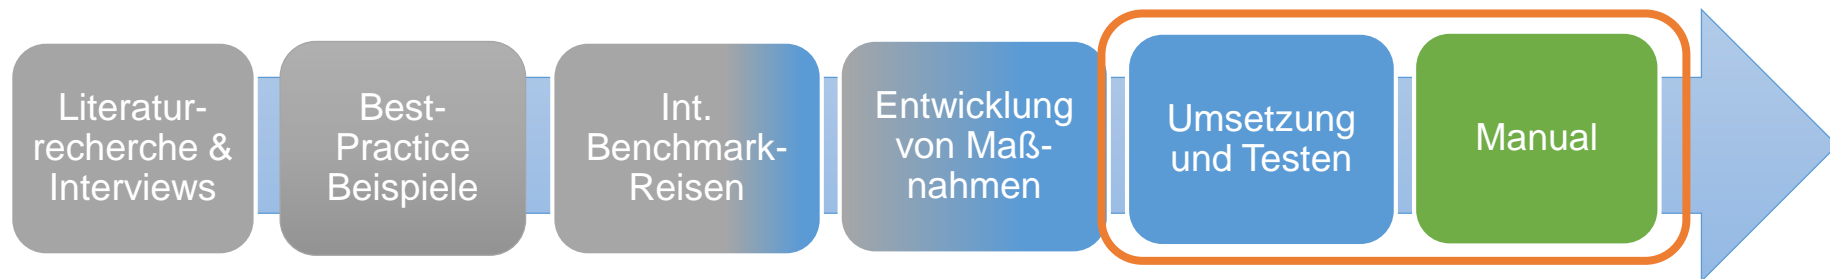 Literatur-
recherche &
Interviews
Best-
Practice
Beispiele
Int.
Benchmark-
Reisen
Entwicklung
von Maß-
nahmen
Umsetzung
und Testen
Manual